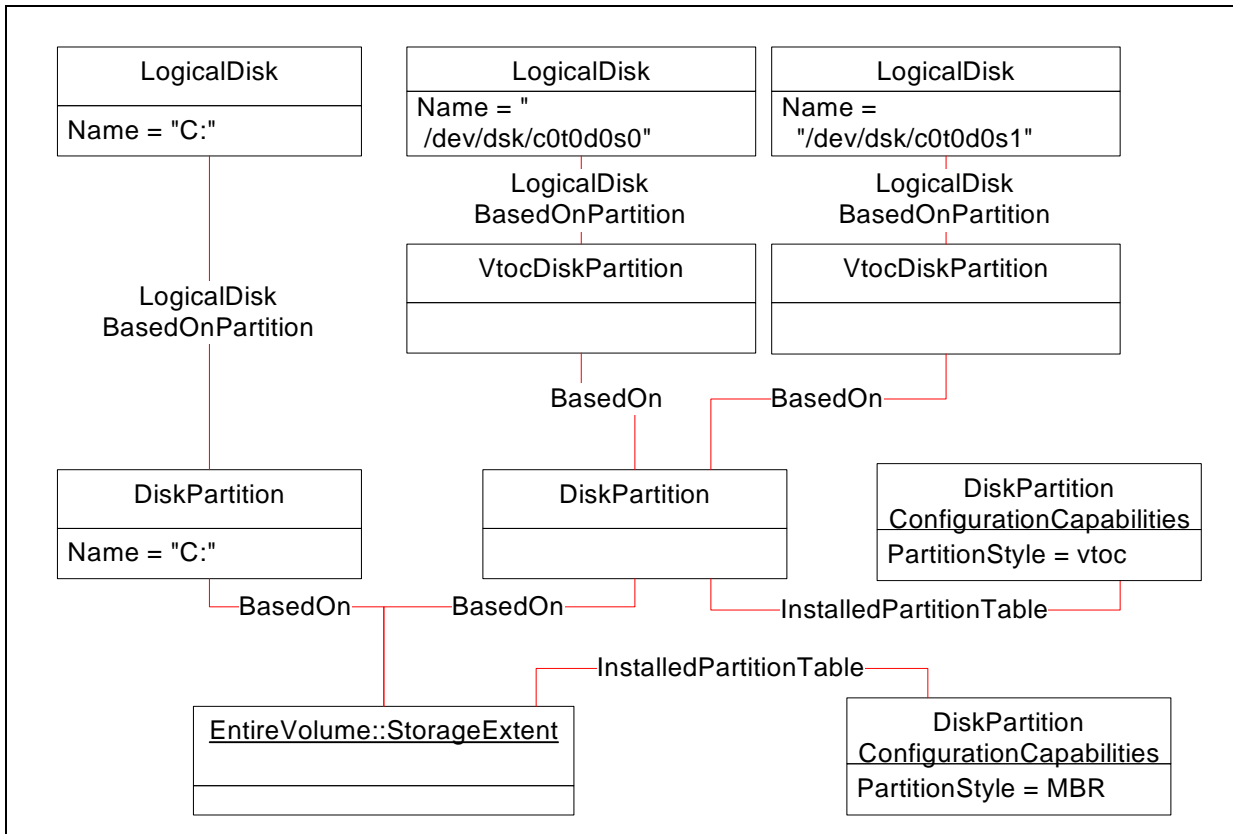 LogicalDisk
Name = "C:"
LogicalDisk
Name = "
/dev/dsk/c0t0d0s0"
LogicalDisk
Name =
"/dev/dsk/c0t0d0s1"
LogicalDisk
BasedOnPartition
LogicalDisk
BasedOnPartition
LogicalDisk
BasedOnPartition
VtocDiskPartition
VtocDiskPartition
BasedOn
BasedOn
DiskPartition
Name = "C:"
DiskPartition
DiskPartition
ConfigurationCapabilities
PartitionStyle = vtoc
BasedOn
BasedOn
InstalledPartitionTable
InstalledPartitionTable
EntireVolume::StorageExtent
DiskPartition
ConfigurationCapabilities
PartitionStyle = MBR